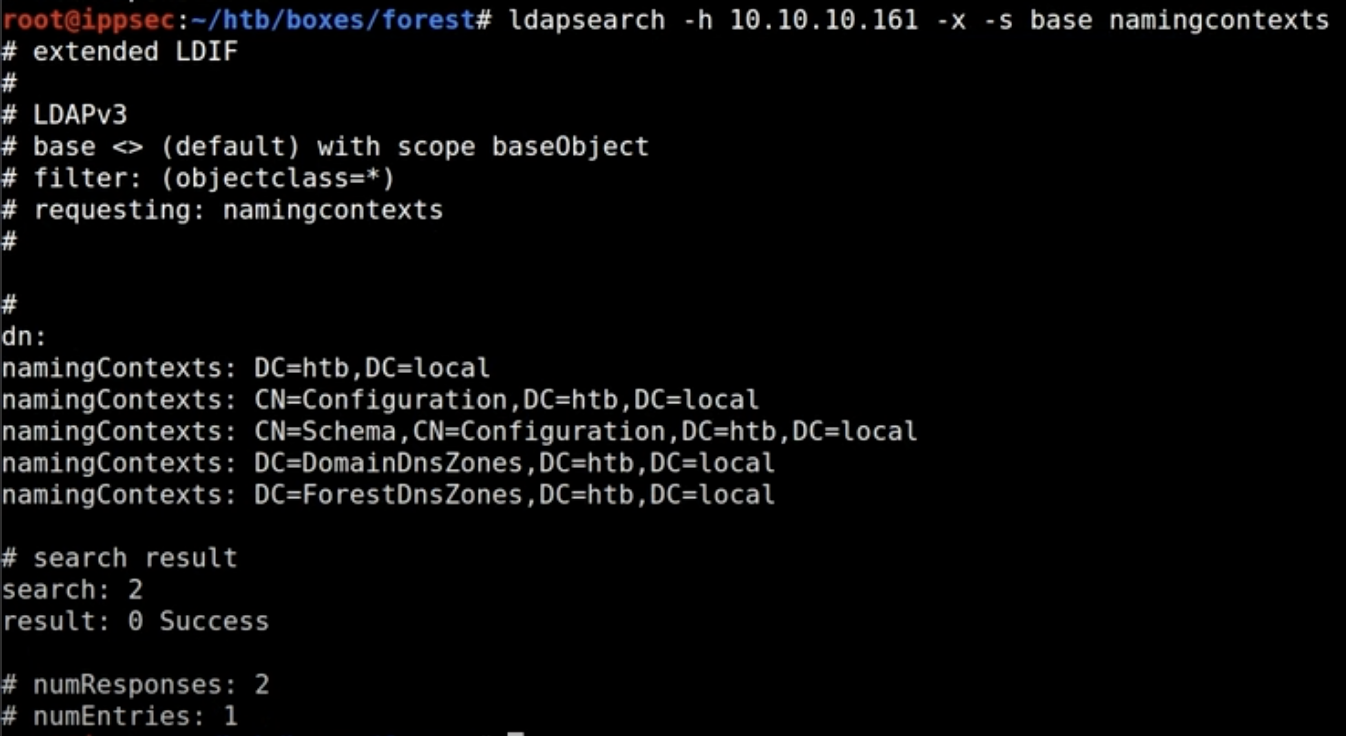 root@ippsec:~/htb/boxes/forest# ldapsearch -h 10.10.10.161 -x -s base namingcontexts
# extended LDIF
#
# LDAPv3
# base <> (default) with scope baseObject
# filter: (objectclass=*)
# requesting: namingcontexts
#

#
dn:
namingContexts: DC=htb,DC=local
namingContexts: CN=Configuration,DC=htb,DC=local
namingContexts: CN=Schema,CN=Configuration,DC=htb,DC=local
namingContexts: DC=DomainDnsZones,DC=htb,DC=local
namingContexts: DC=ForestDnsZones,DC=htb,DC=local

# search result
search: 2
result: 0 Success

# numResponses: 2
# numEntries: 1